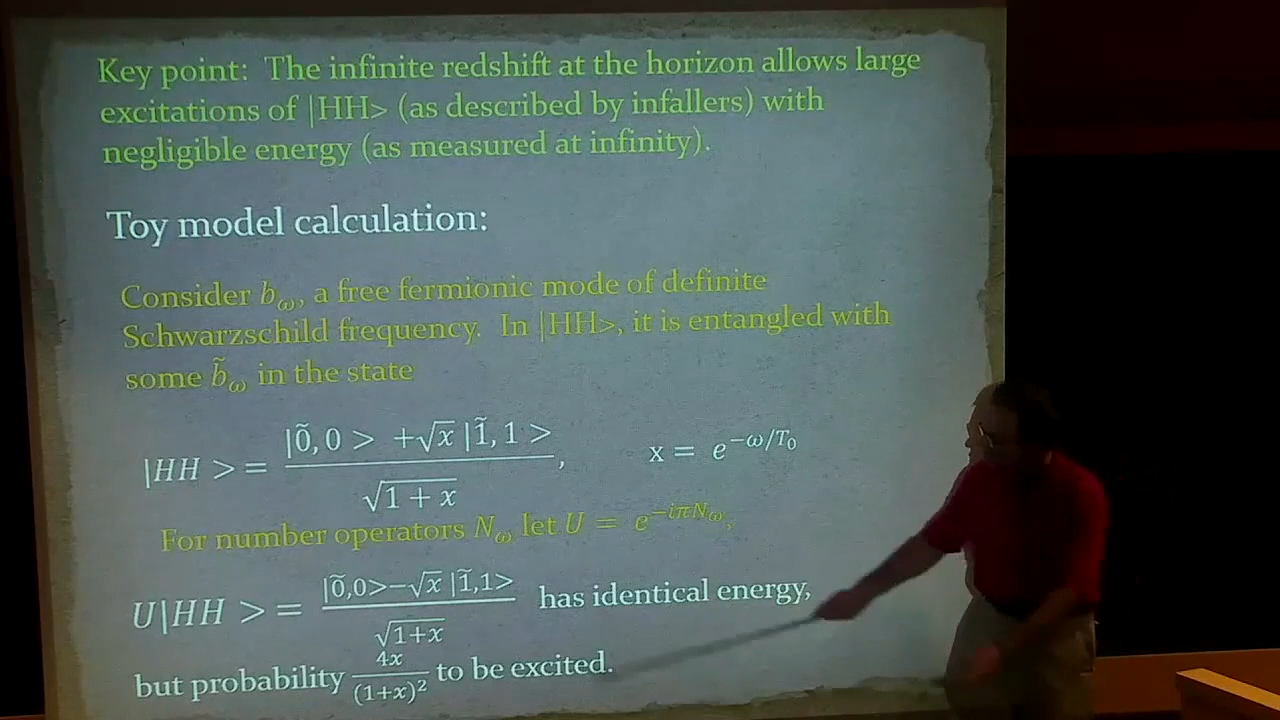 Key point: The infinite redshift at the horizon allows large
excitations of |HH> (as described by infallers) with
negligible energy (as measured at infinity).
Toy model calculation:
Consider b_ω, a free fermionic mode of definite
Schwarzschild frequency. In |HH>, it is entangled with
some b̃_ω in the state
|HH >= (|0̃, 0 > +√x |1̃, 1 >)/√(1 + x), x = e^(−ω/T₀)
For number operators N_ω let U = e^(−iπN_ω),
U|HH >= (|0̃,0>−√x |1̃,1>)/√(1+x) has identical energy,
but probability 4x/(1+x)² to be excited.